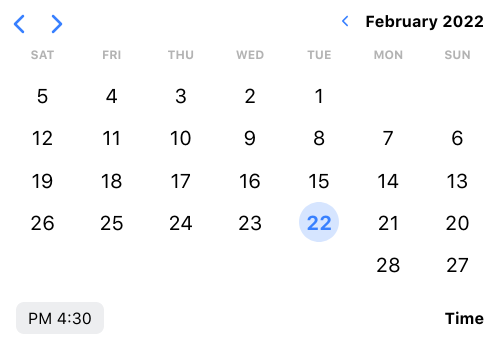 February 2022
SAT FRI THU WED TUE MON SUN
5 4 3 2 1
12 11 10 9 8 7 6
19 18 17 16 15 14 13
26 25 24 23 22 21 20
28 27
PM 4:30 Time